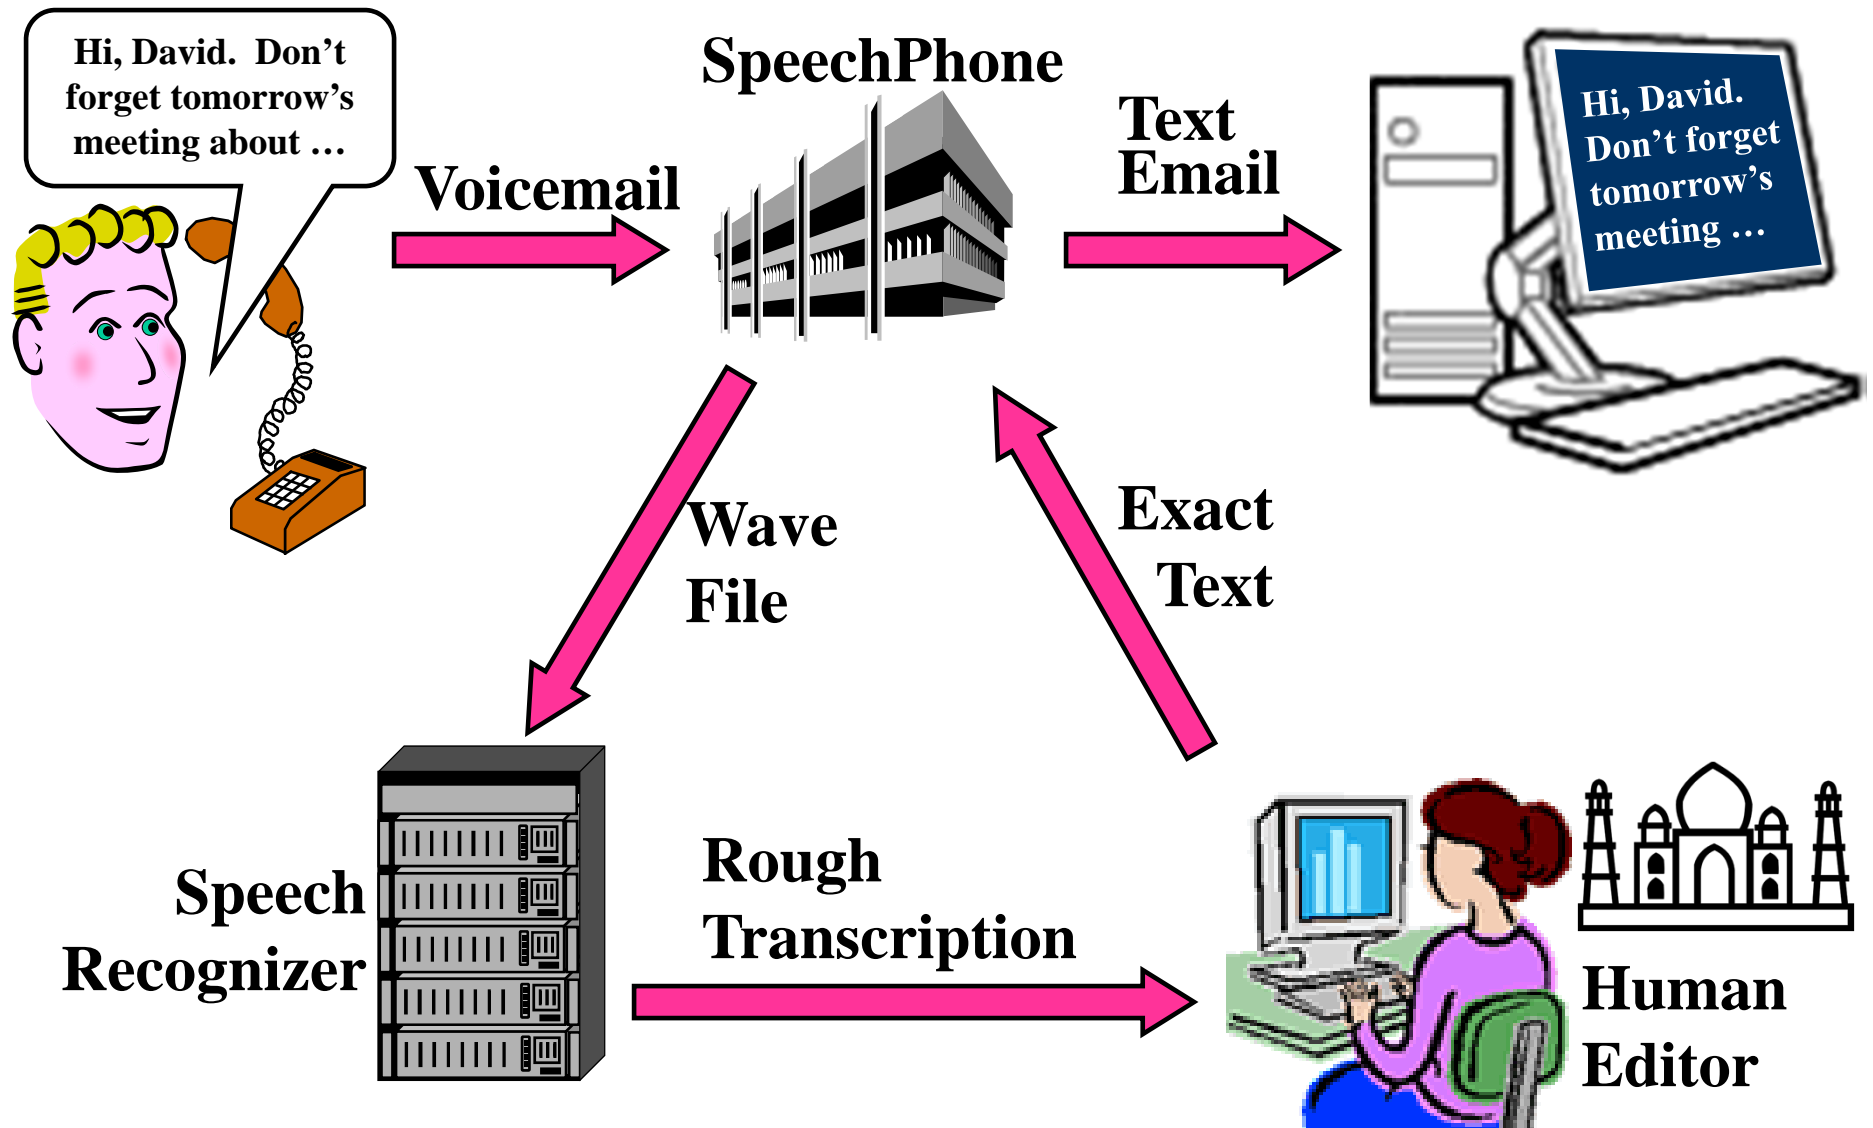 Hi, David.  Don’t
forget tomorrow’s
meeting about …
SpeechPhone
Voicemail
Text
Email
Hi, David.
Don’t forget
tomorrow’s
meeting …
Wave
File
Exact
Text
Speech
Recognizer
Rough
Transcription
Human
Editor